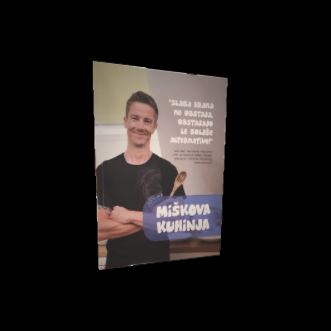 "SLABA HRANA
NE OBSTAJA,
OBSTAJAJO
LE BOLJŠE
ALTERNATIVE!"
MIŠKOVA
KUHINJA